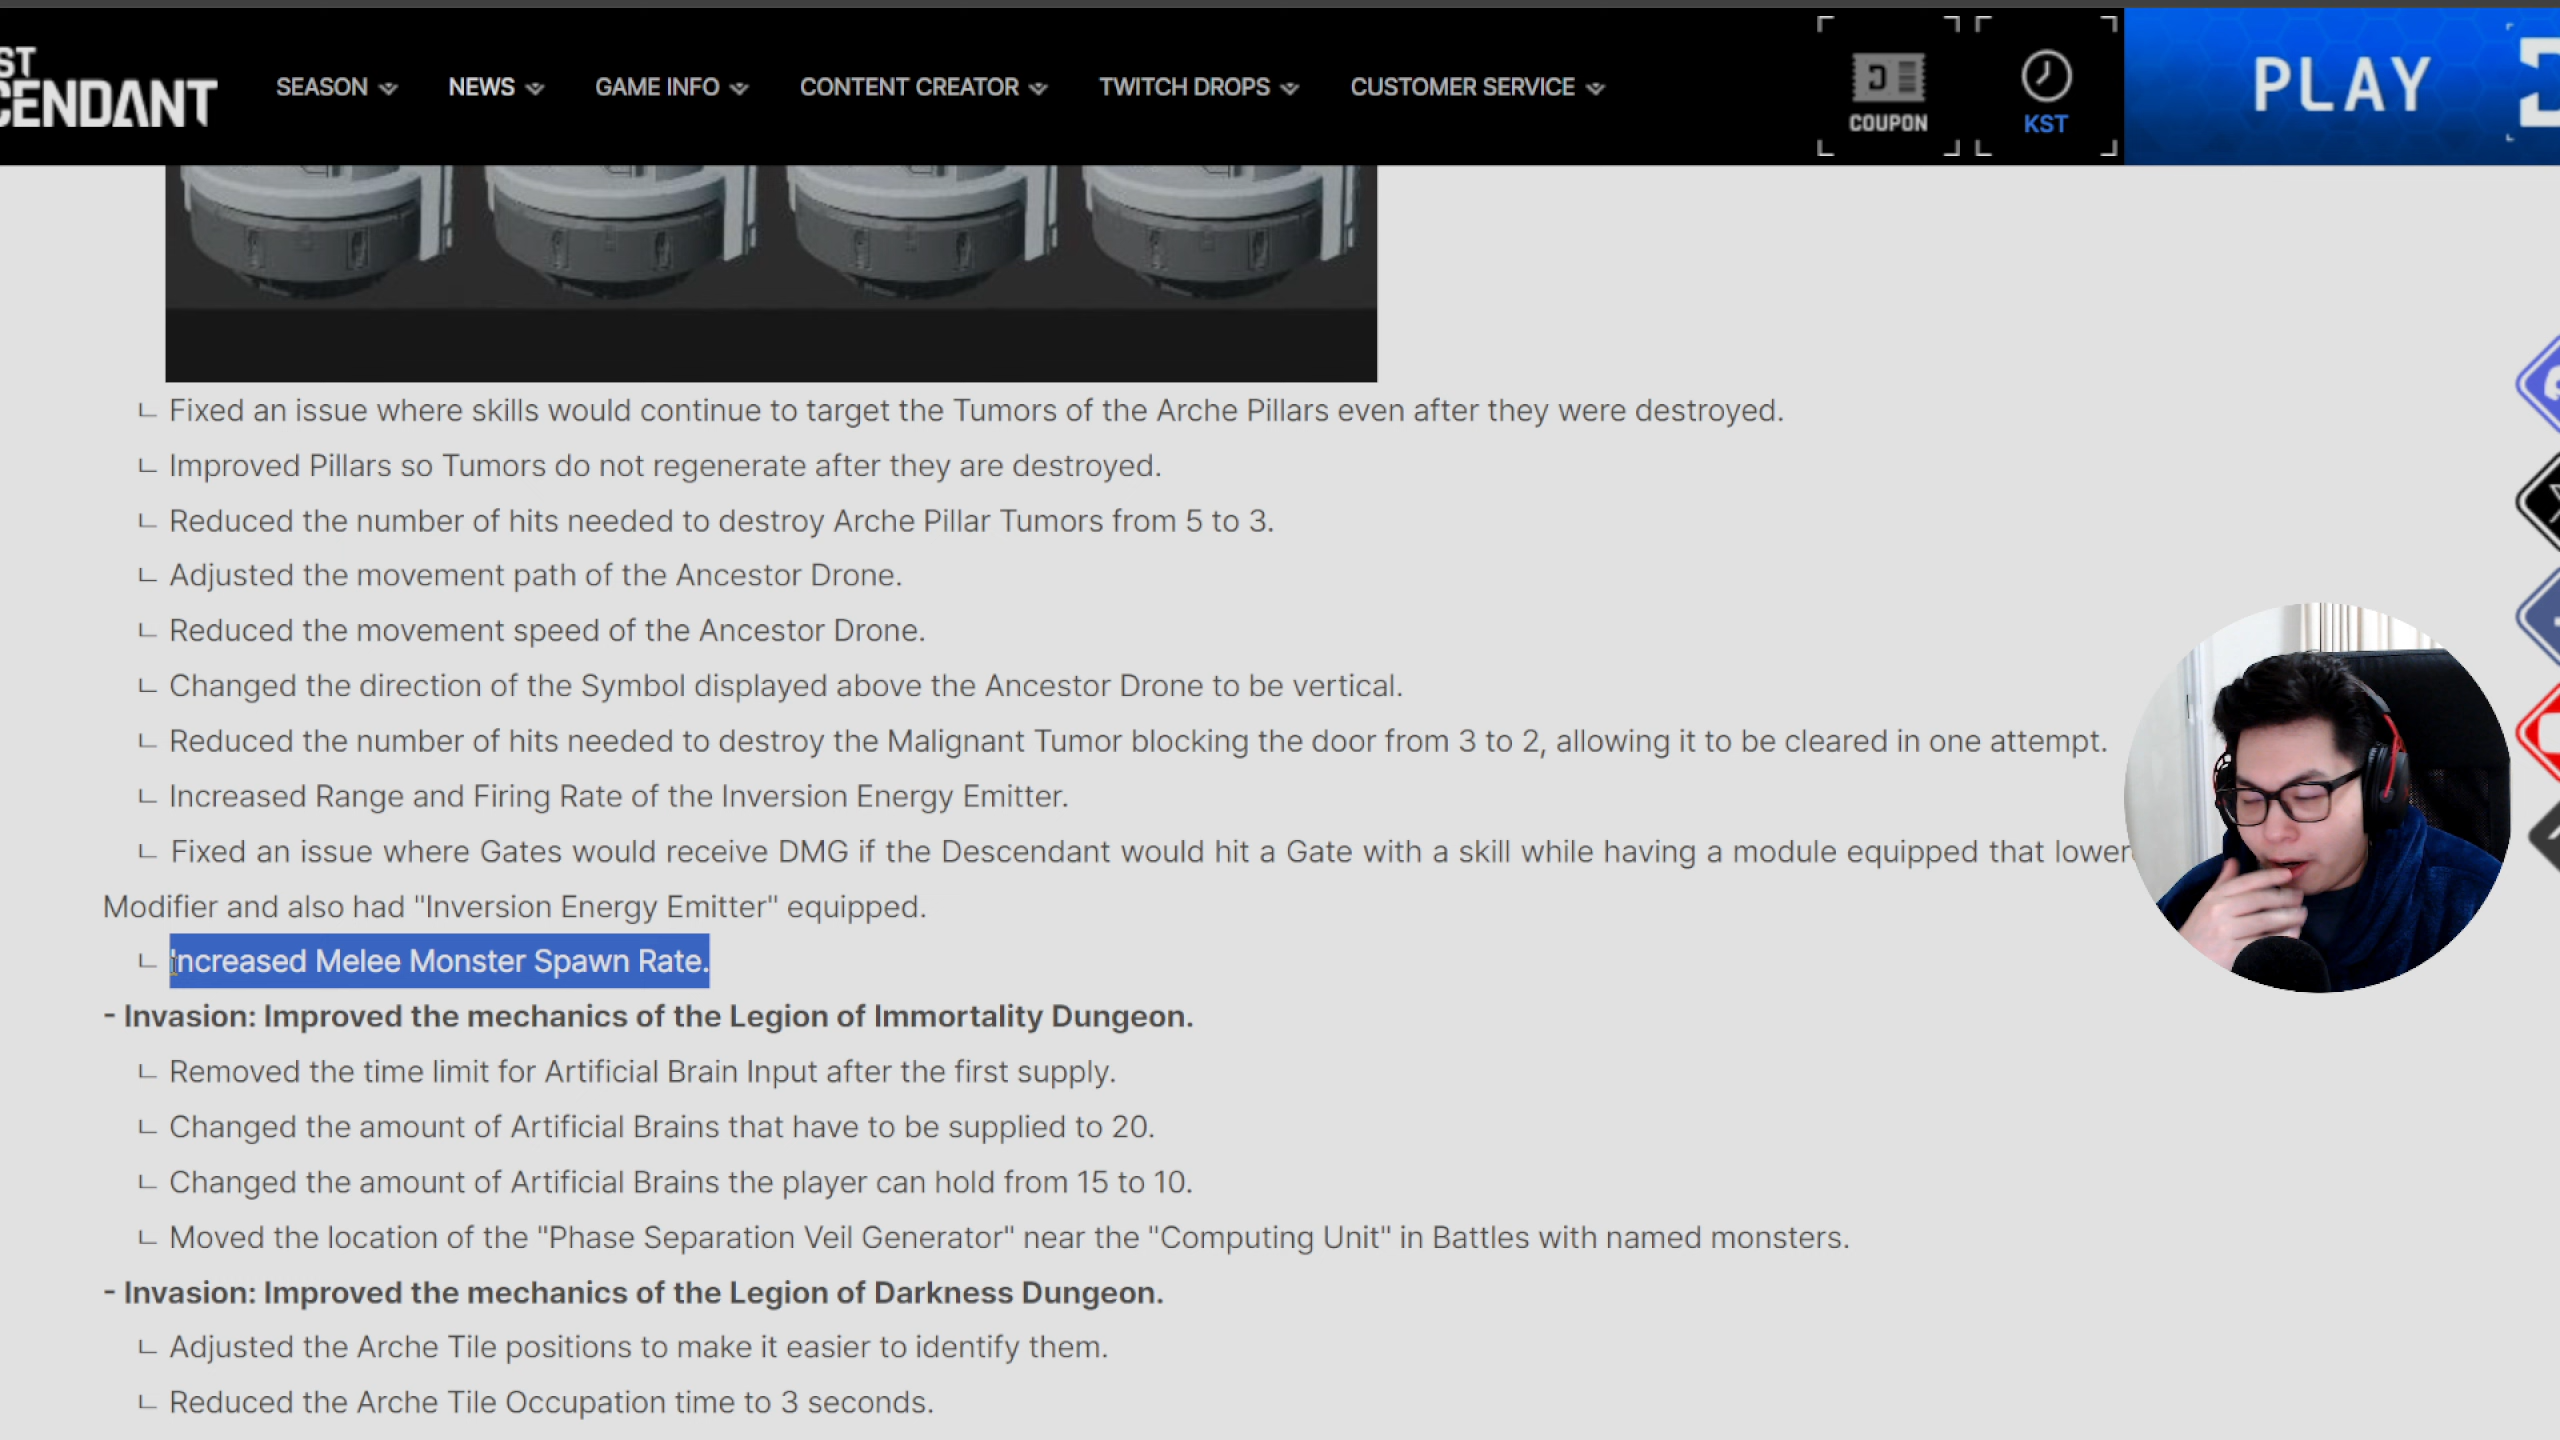 ST
CENDANT
SEASON
NEWS
GAME INFO
CONTENT CREATOR
TWITCH DROPS
CUSTOMER SERVICE
COUPON
KST
PLAY
ㄴ Fixed an issue where skills would continue to target the Tumors of the Arche Pillars even after they were destroyed.
ㄴ Improved Pillars so Tumors do not regenerate after they are destroyed.
ㄴ Reduced the number of hits needed to destroy Arche Pillar Tumors from 5 to 3.
ㄴ Adjusted the movement path of the Ancestor Drone.
ㄴ Reduced the movement speed of the Ancestor Drone.
ㄴ Changed the direction of the Symbol displayed above the Ancestor Drone to be vertical.
ㄴ Reduced the number of hits needed to destroy the Malignant Tumor blocking the door from 3 to 2, allowing it to be cleared in one attempt.
ㄴ Increased Range and Firing Rate of the Inversion Energy Emitter.
ㄴ Fixed an issue where Gates would receive DMG if the Descendant would hit a Gate with a skill while having a module equipped that lower
Modifier and also had "Inversion Energy Emitter" equipped.
ㄴ Increased Melee Monster Spawn Rate.
- Invasion: Improved the mechanics of the Legion of Immortality Dungeon.
ㄴ Removed the time limit for Artificial Brain Input after the first supply.
ㄴ Changed the amount of Artificial Brains that have to be supplied to 20.
ㄴ Changed the amount of Artificial Brains the player can hold from 15 to 10.
ㄴ Moved the location of the "Phase Separation Veil Generator" near the "Computing Unit" in Battles with named monsters.
- Invasion: Improved the mechanics of the Legion of Darkness Dungeon.
ㄴ Adjusted the Arche Tile positions to make it easier to identify them.
ㄴ Reduced the Arche Tile Occupation time to 3 seconds.